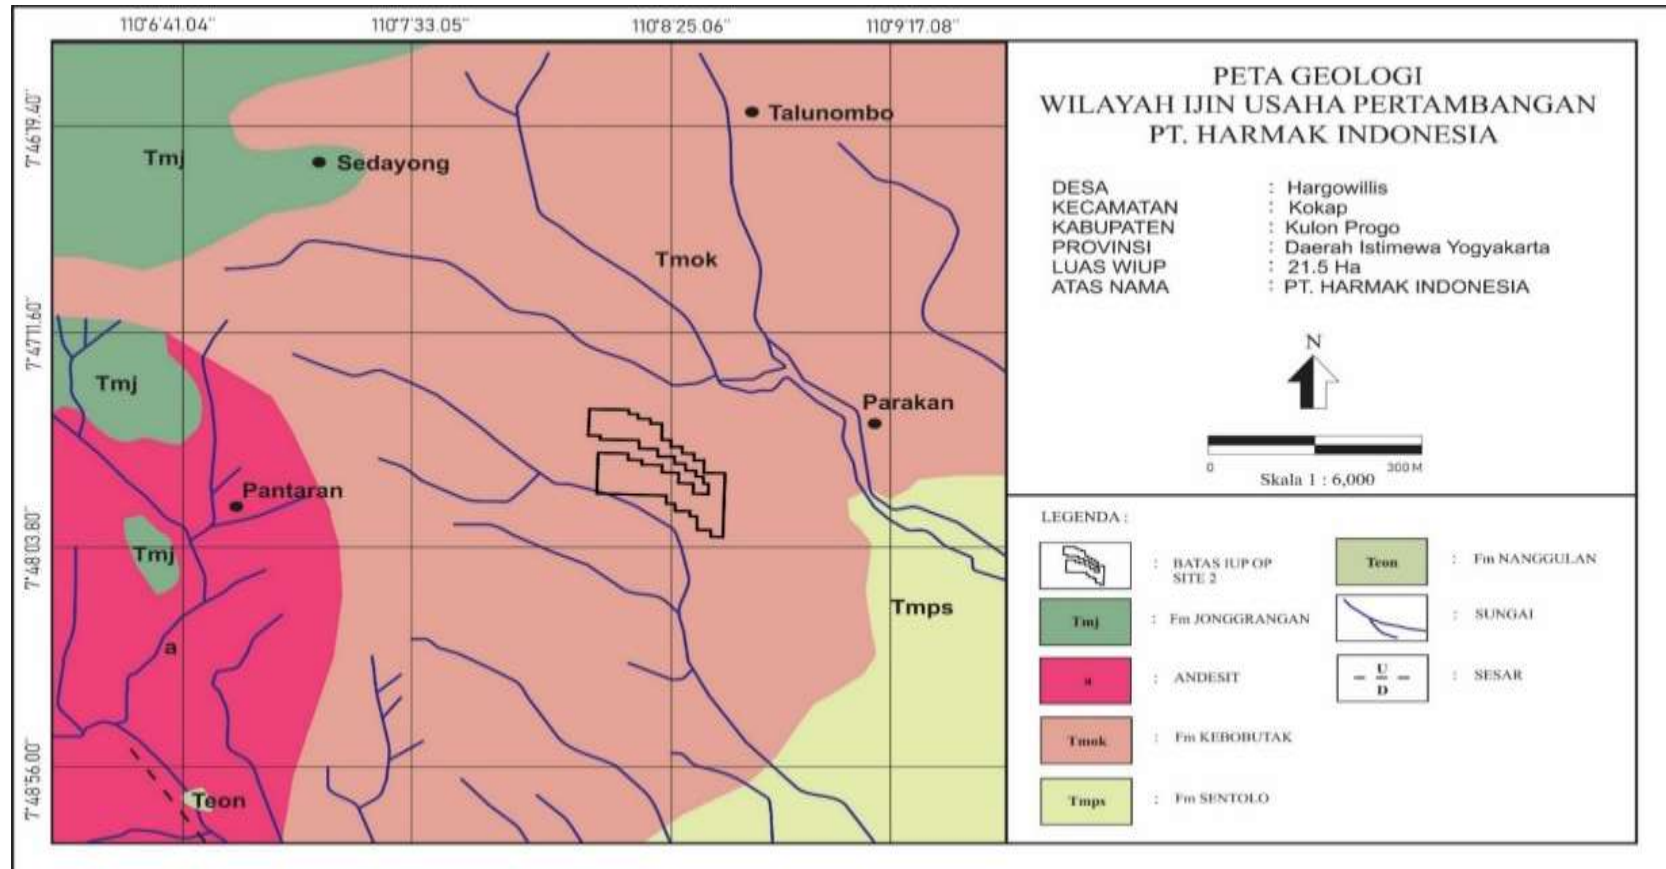 110°6'41.04"
110°7'33.05"
110°8'25.06"
110°9'17.08"
7°46'19.40"
7°47'11.60"
7°48'03.80"
7°48'56.00"
Talunombo
Tmj
Sedayong
Tmok
Tmj
Parakan
Pantaran
Tmj
Tmps
a
Teon
PETA GEOLOGI
WILAYAH IJIN USAHA PERTAMBANGAN
PT. HARMAK INDONESIA
DESA : Hargowillis
KECAMATAN : Kokap
KABUPATEN : Kulon Progo
PROVINSI : Daerah Istimewa Yogyakarta
LUAS WIUP : 21.5 Ha
ATAS NAMA : PT. HARMAK INDONESIA
N
0 300 M
Skala 1 : 6,000
LEGENDA :
: BATAS IUP OP
SITE 2
Tmj : Fm JONGGRANGAN
a : ANDESIT
Tmok : Fm KEBOBUTAK
Tmps : Fm SENTOLO
Teon : Fm NANGGULAN
: SUNGAI
U
D
: SESAR